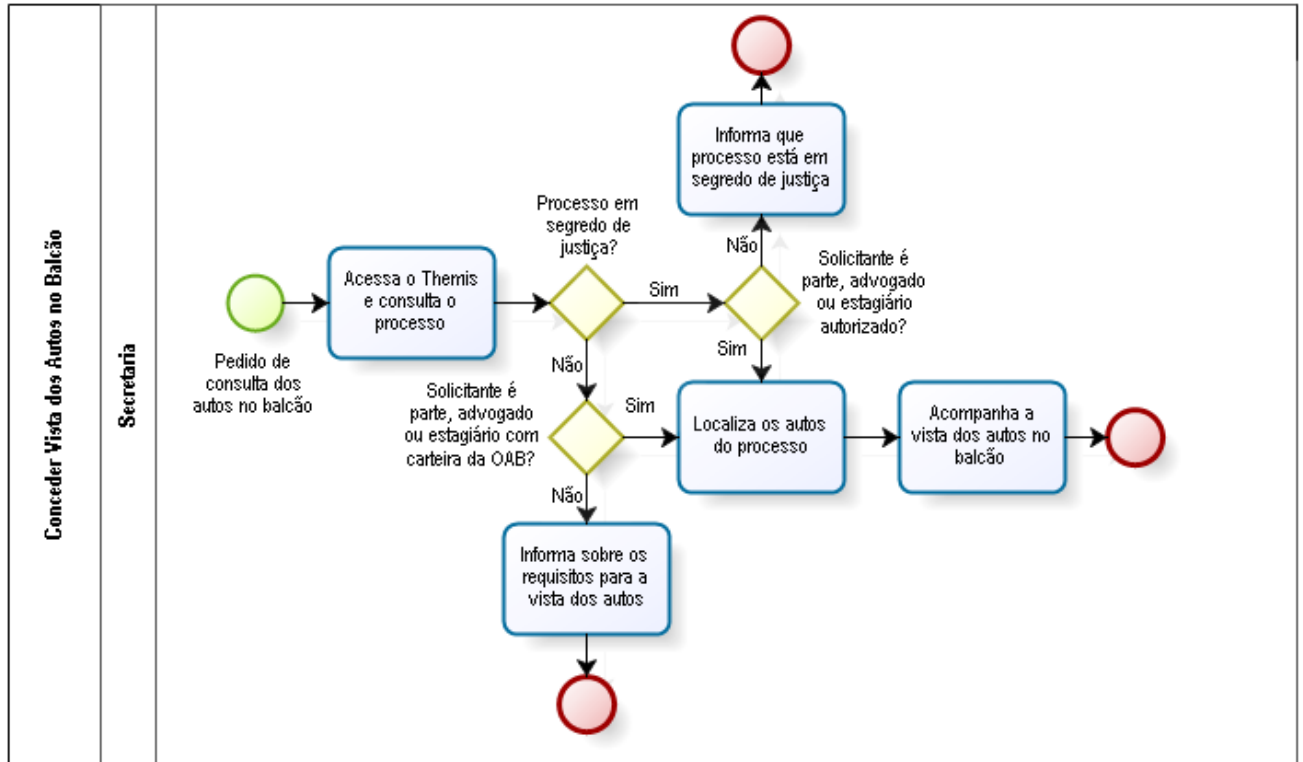 Conceder Vista dos Autos no Balcão
Secretaria
Pedido de
consulta dos
autos no balcão
Acessa o Themis
e consulta o
processo
Processo em
segredo de
justiça?
Sim
Não
Solicitante é
parte, advogado
ou estagiário
autorizado?
Não
Informa que
processo está em
segredo de justiça
Sim
Solicitante é
parte, advogado
ou estagiário com
carteira da OAB?
Sim
Localiza os autos
do processo
Acompanha a
vista dos autos no
balcão
Não
Informa sobre os
requisitos para a
vista dos autos